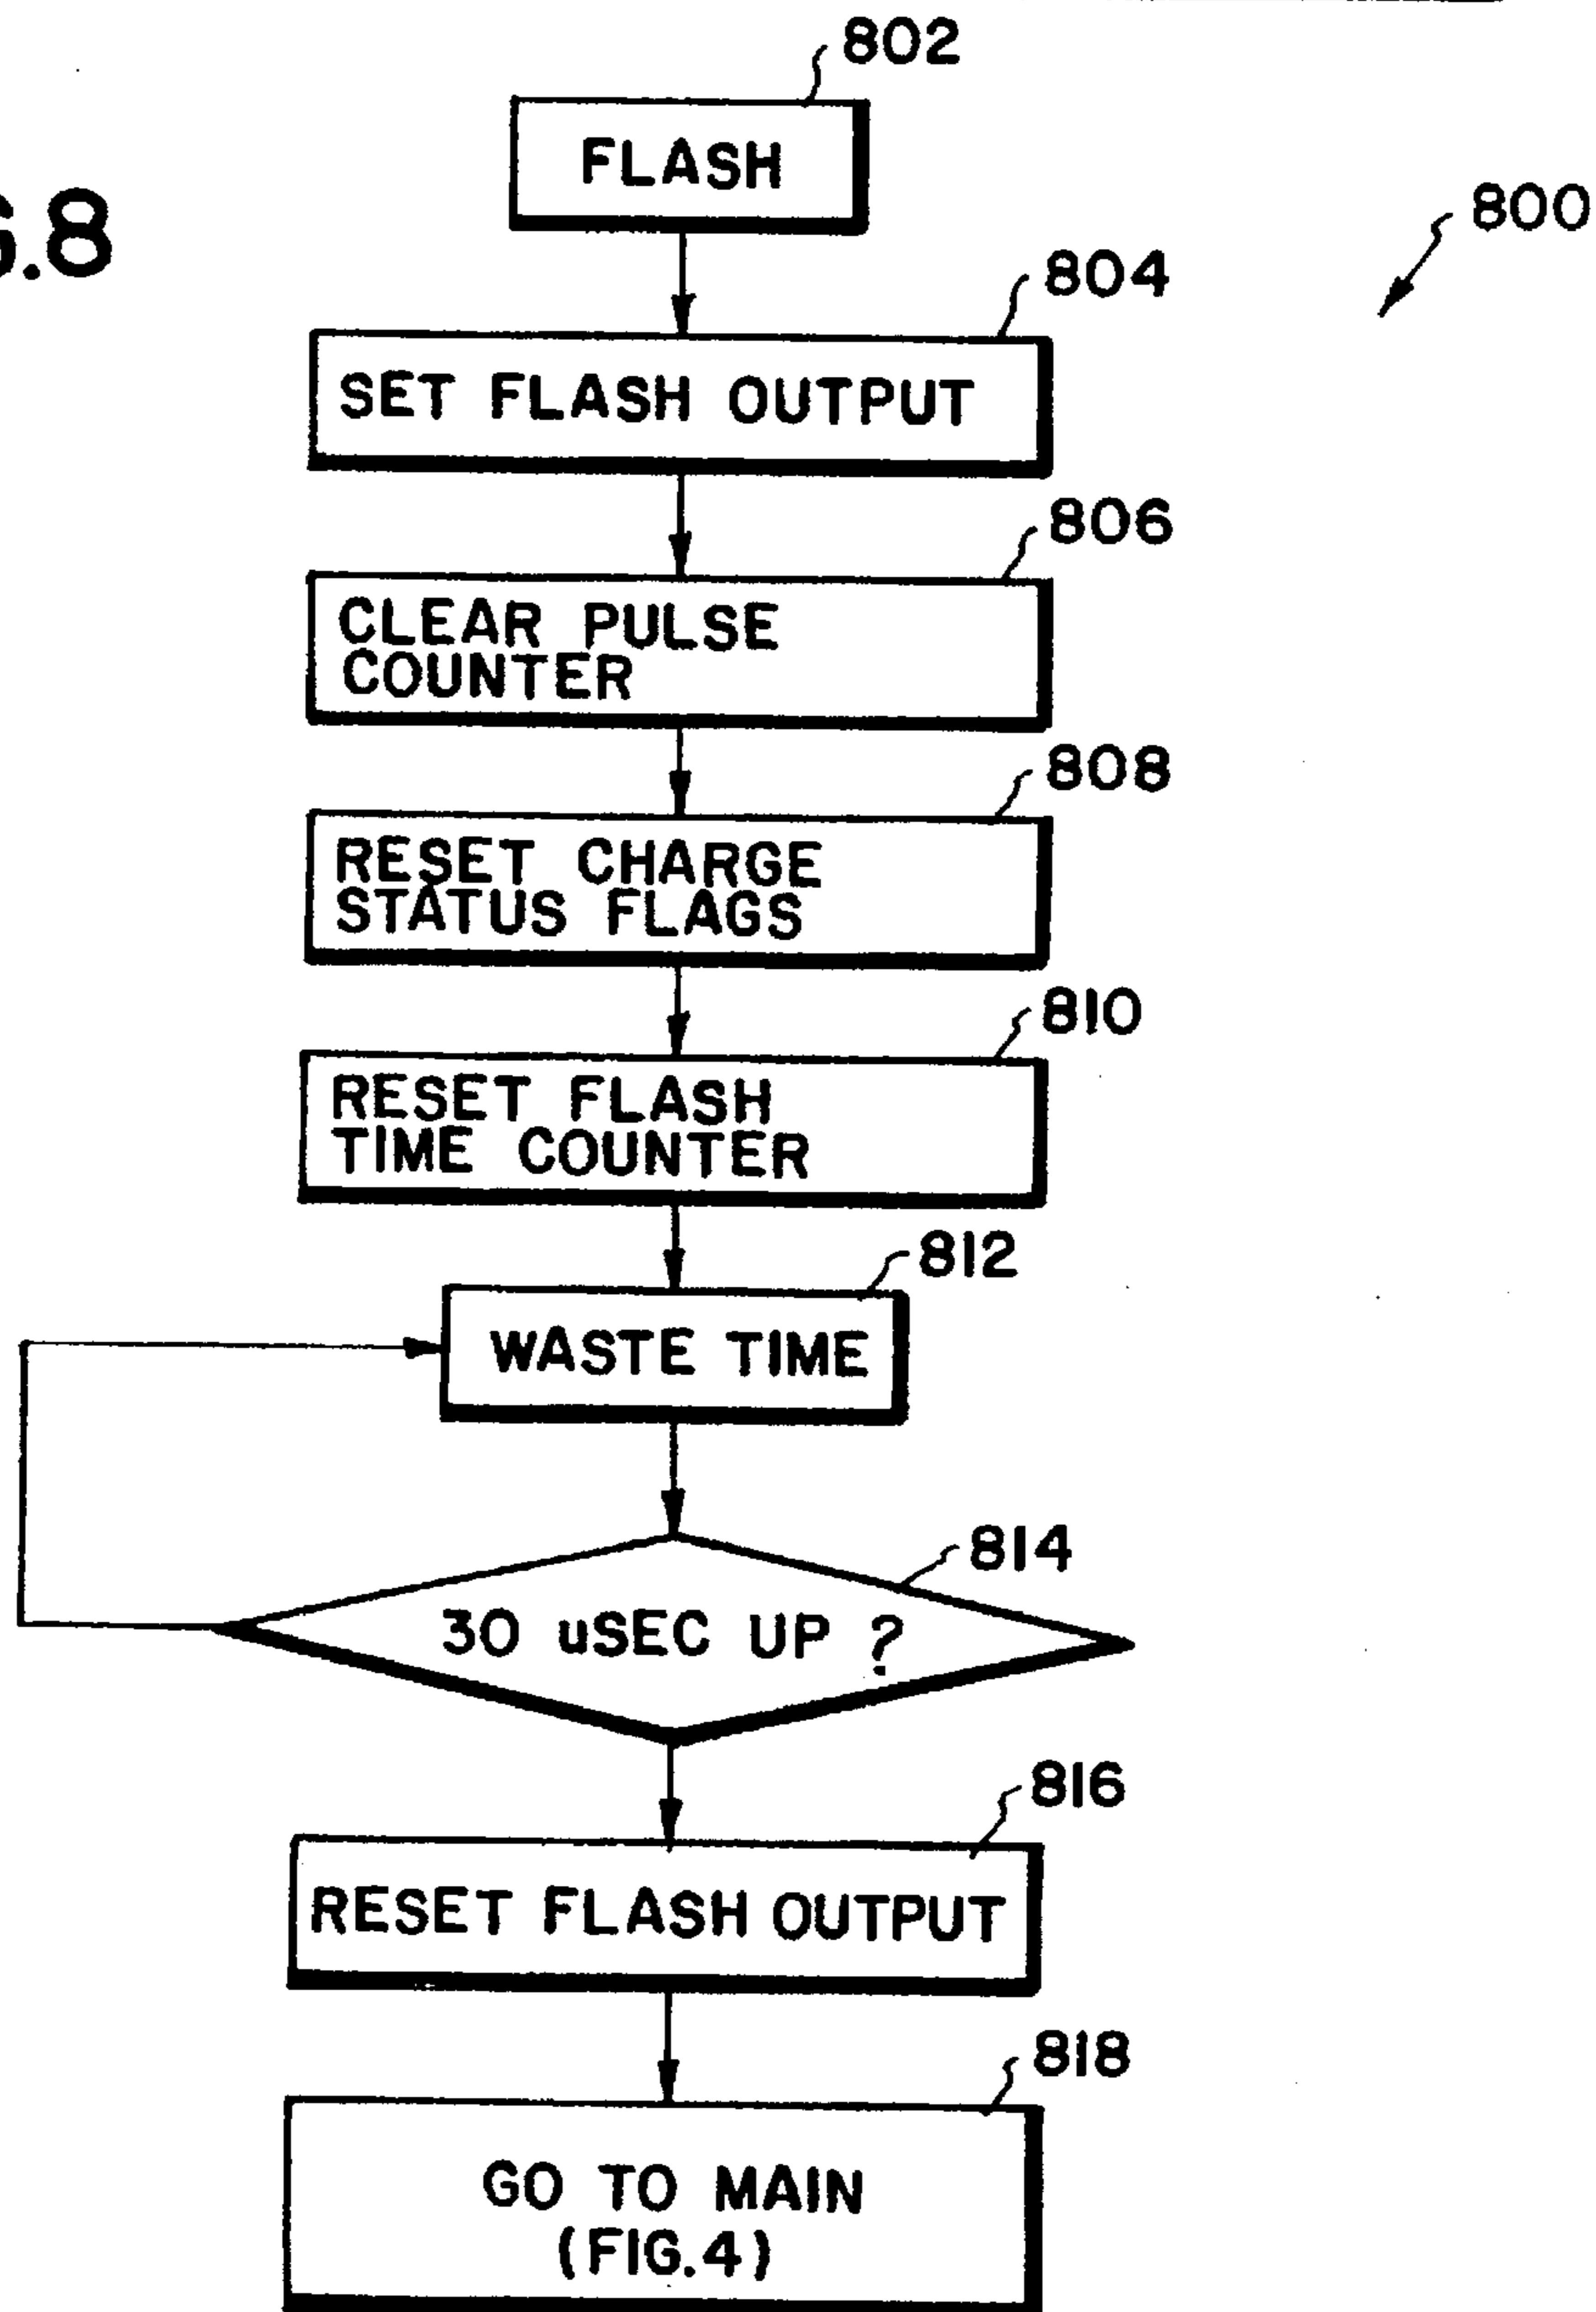 802
FLASH
800
.8
804
SET FLASH OUTPUT
806
CLEAR PULSE
COUNTER
808
RESET CHARGE
STATUS FLAGS
810
RESET FLASH
TIME COUNTER
812
WASTE TIME
814
30 uSEC UP ?
816
RESET FLASH OUTPUT
818
GO TO MAIN
(FIG.4)